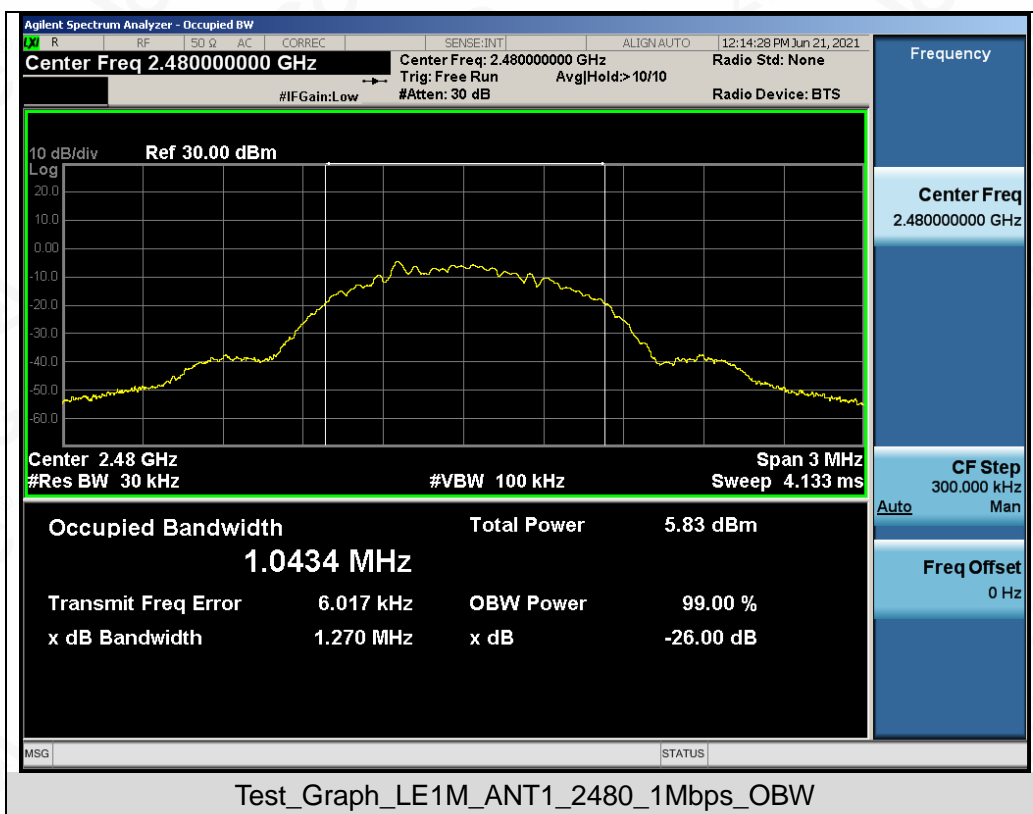 Agilent Spectrum Analyzer - Occupied BW
LXI R RF 50 Ω AC CORREC SENSE:INT ALIGN AUTO 12:14:28 PM Jun 21, 2021
Center Freq 2.480000000 GHz
Center Freq: 2.480000000 GHz
Radio Std: None
Trig: Free Run Avg|Hold:>10/10
#IFGain:Low
#Atten: 30 dB
Radio Device: BTS
10 dB/div Ref 30.00 dBm
Log
20.0
10.0
0.00
-10.0
-20.0
-30.0
-40.0
-50.0
-60.0
Center 2.48 GHz Span 3 MHz
#Res BW 30 kHz #VBW 100 kHz Sweep 4.133 ms
Occupied Bandwidth Total Power 5.83 dBm
1.0434 MHz
Transmit Freq Error 6.017 kHz OBW Power 99.00 %
x dB Bandwidth 1.270 MHz x dB -26.00 dB
Frequency
Center Freq
2.480000000 GHz
CF Step
300.000 kHz
Auto Man
Freq Offset
0 Hz
MSG STATUS
Test_Graph_LE1M_ANT1_2480_1Mbps_OBW